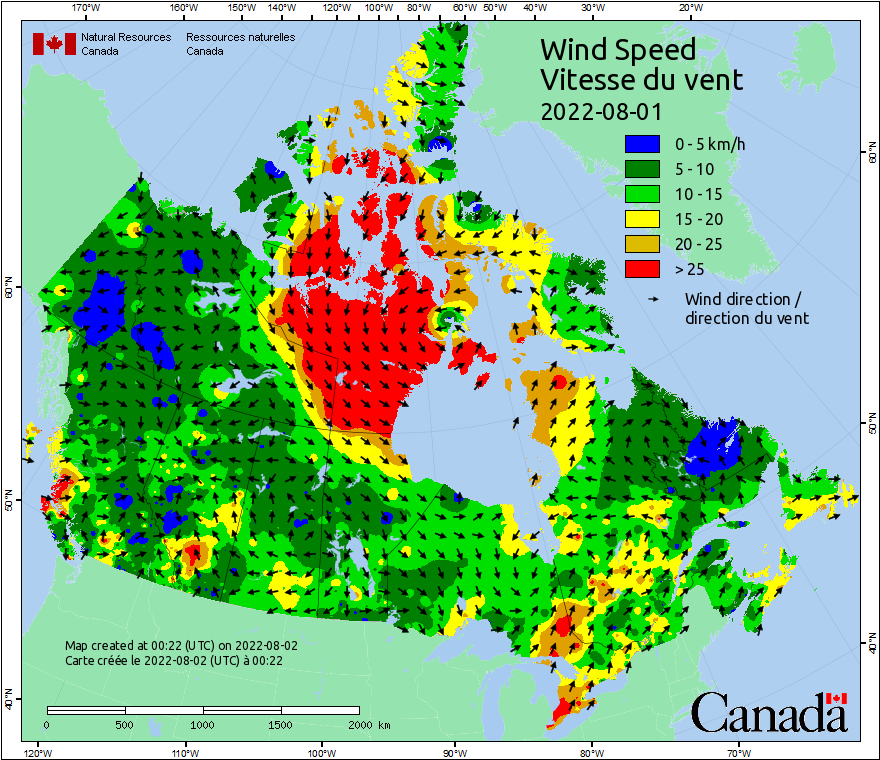 170°W 160°W 150°W 140°W 130°W 120°W 110°W 100°W 80°W 60°W 50°W 40°W 30°W 20°W
Natural Resources Ressources naturelles
Canada Canada
Wind Speed
Vitesse du vent
2022-08-01
0 - 5 km/h
5 - 10
10 - 15
15 - 20
20 - 25
> 25
Wind direction /
direction du vent
60°N
60°N
50°N
50°N
40°N
40°N
Map created at 00:22 (UTC) on 2022-08-02
Carte créée le 2022-08-02 (UTC) à 00:22
0 500 1000 1500 2000 km
Canada
120°W 110°W 100°W 90°W 80°W 70°W